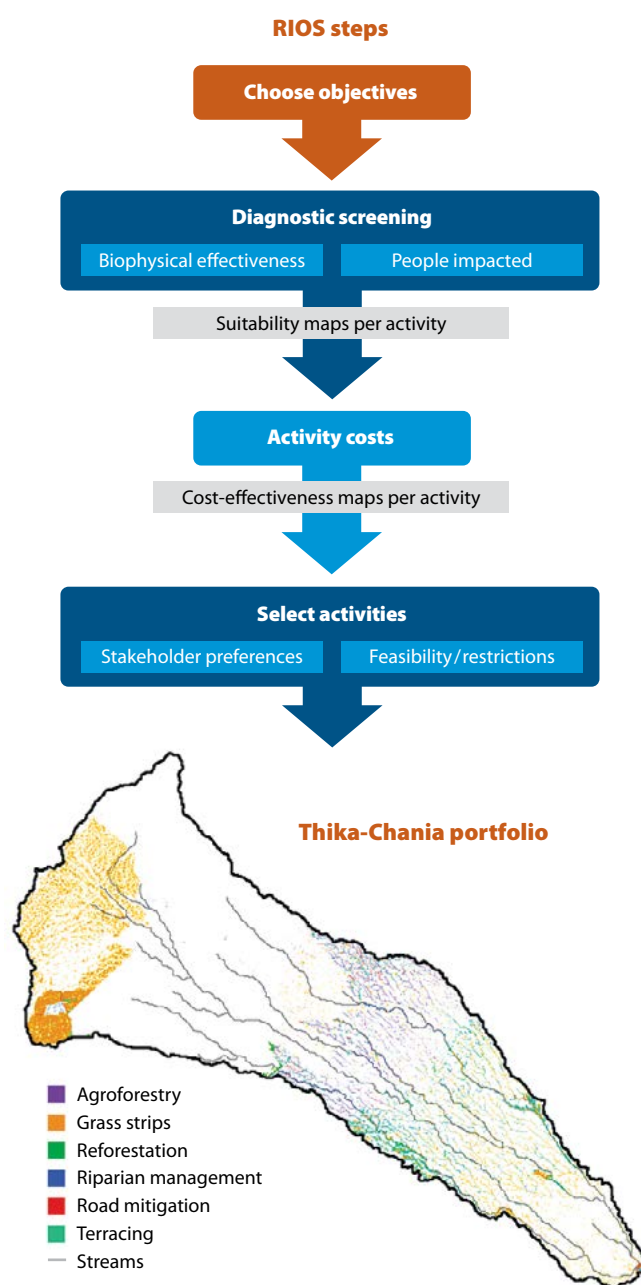 RIOS steps
Choose objectives
Diagnostic screening
Biophysical effectiveness
People impacted
Suitability maps per activity
Activity costs
Cost-effectiveness maps per activity
Select activities
Stakeholder preferences
Feasibility/restrictions
Thika-Chania portfolio
Agroforestry
Grass strips
Reforestation
Riparian management
Road mitigation
Terracing
Streams